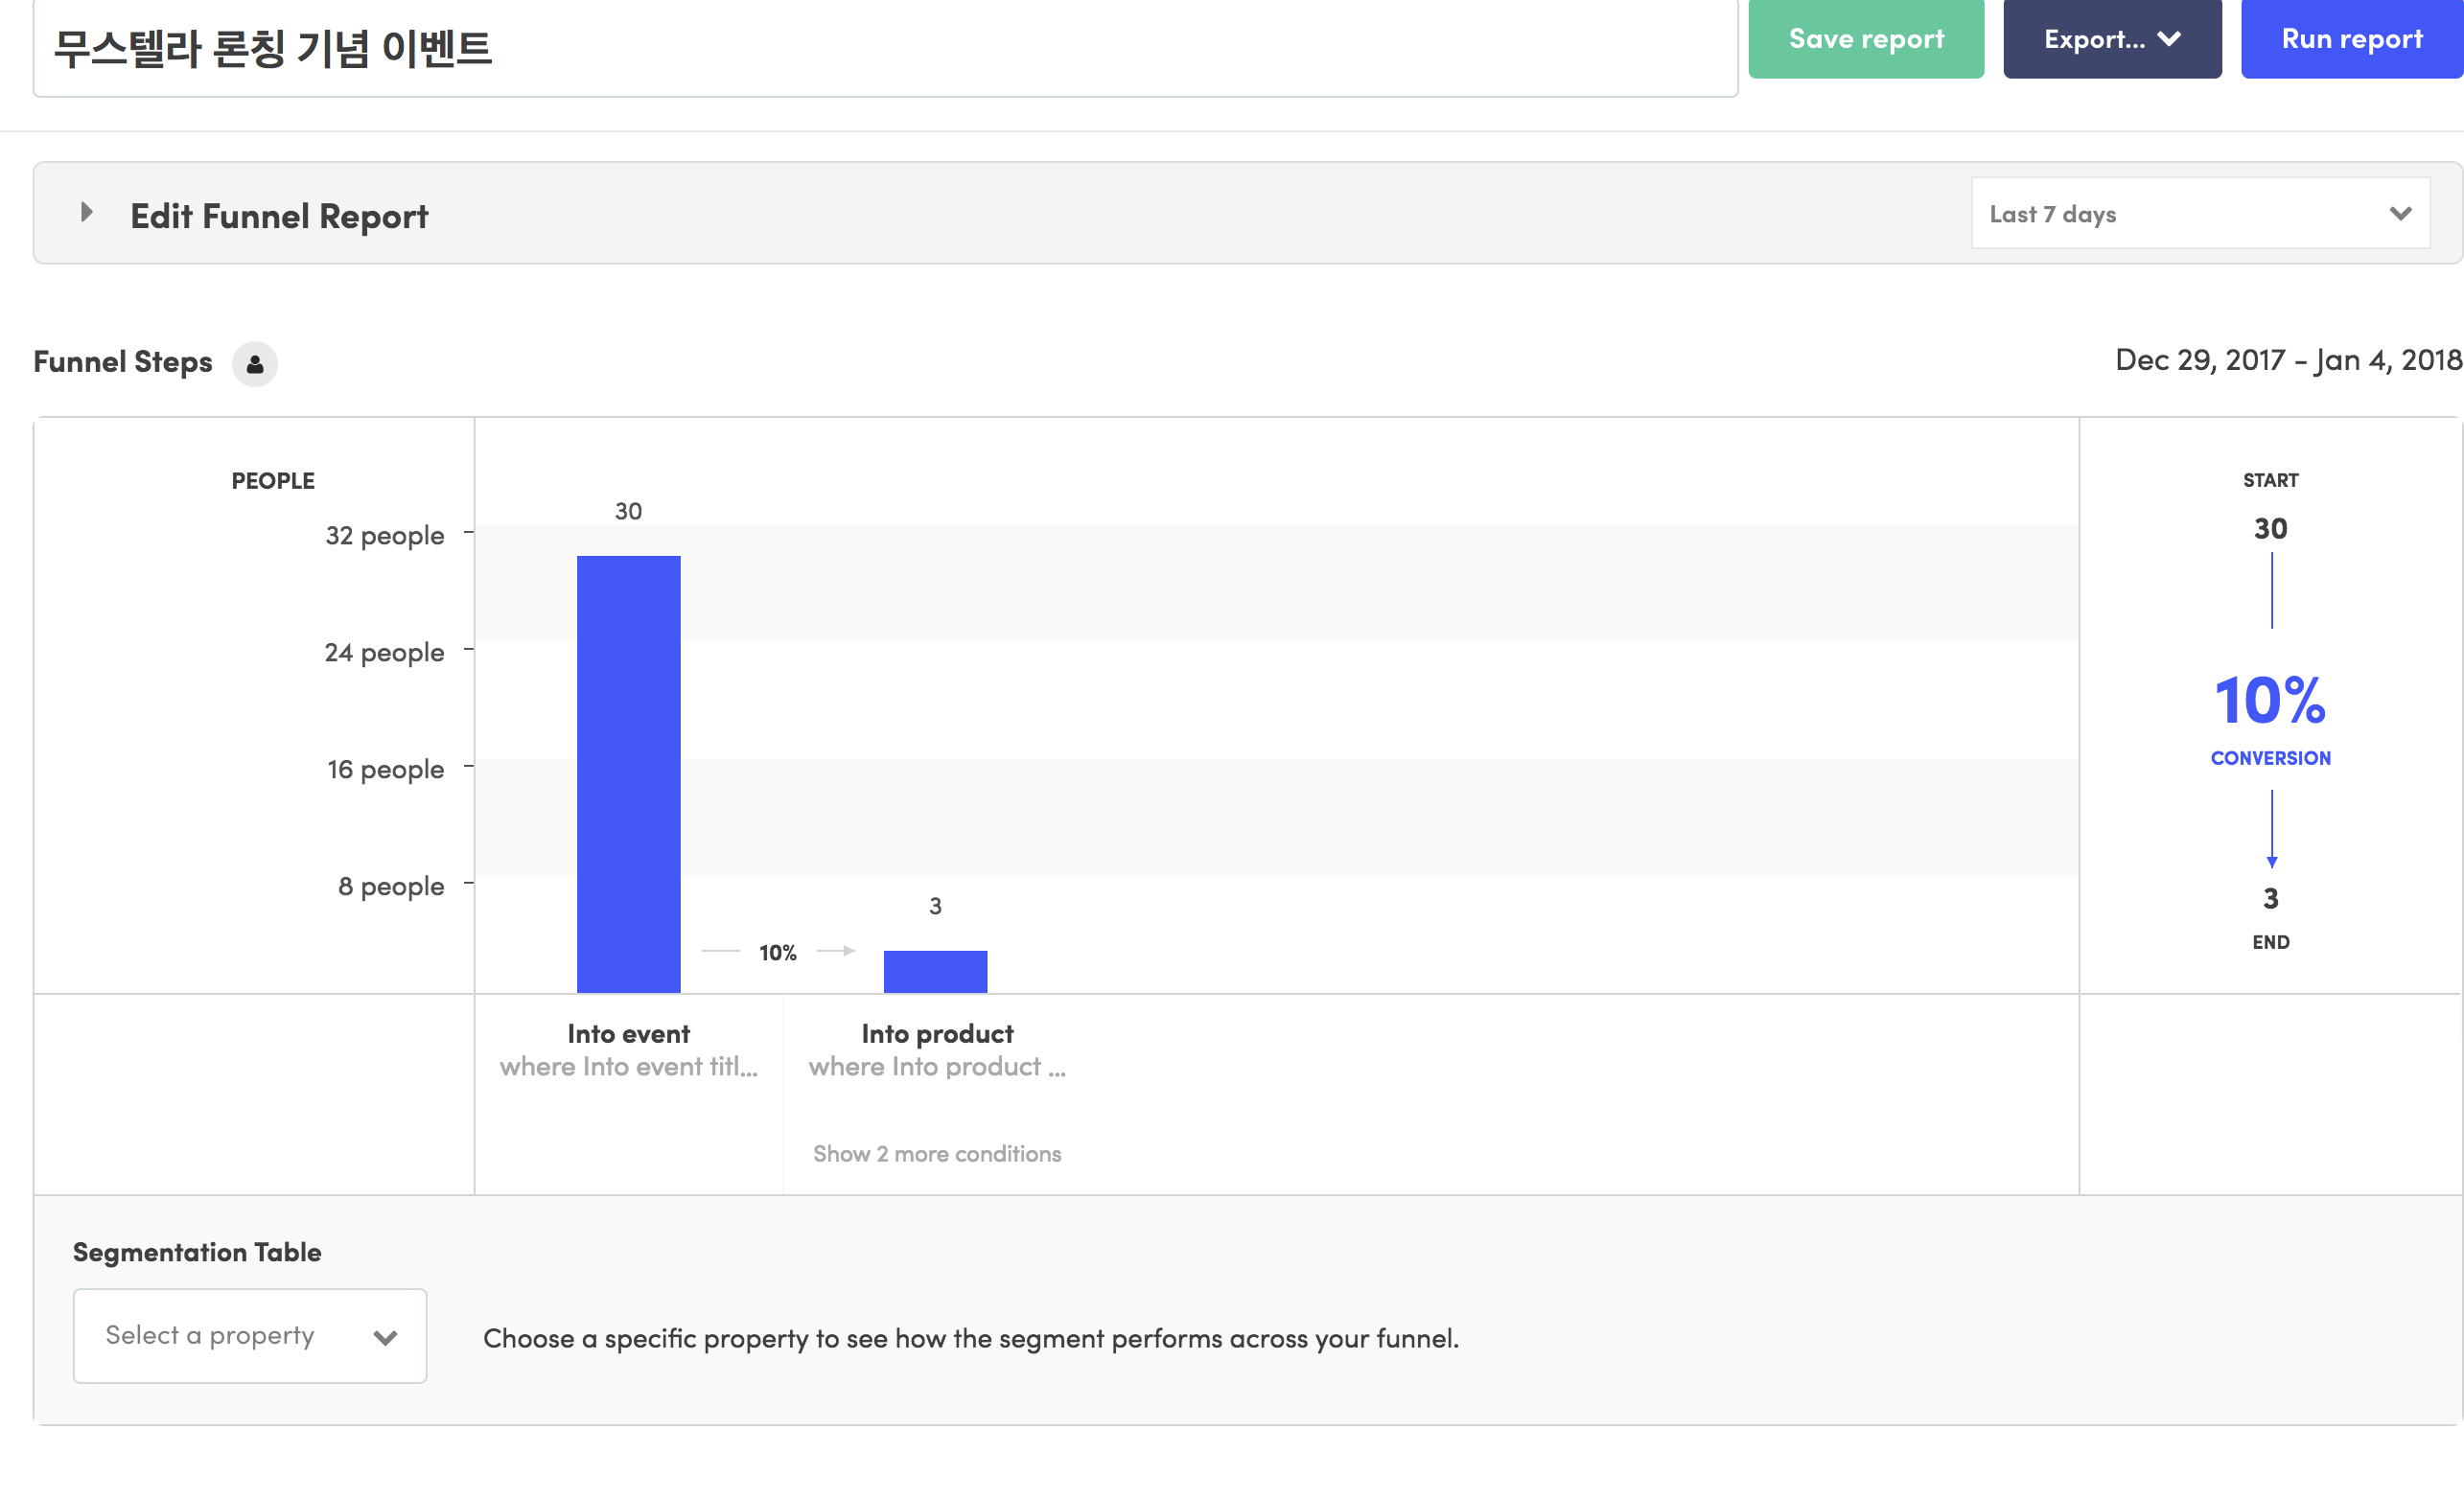 무스텔라 론칭 기념 이벤트
Save report
Export...
Run report
Edit Funnel Report
Last 7 days
Funnel Steps
Dec 29, 2017 - Jan 4, 2018
PEOPLE
32 people
24 people
16 people
8 people
30
10%
3
START
30
10%
CONVERSION
3
END
Into event
where Into event titl...
Into product
where Into product ...
Show 2 more conditions
Segmentation Table
Select a property
Choose a specific property to see how the segment performs across your funnel.